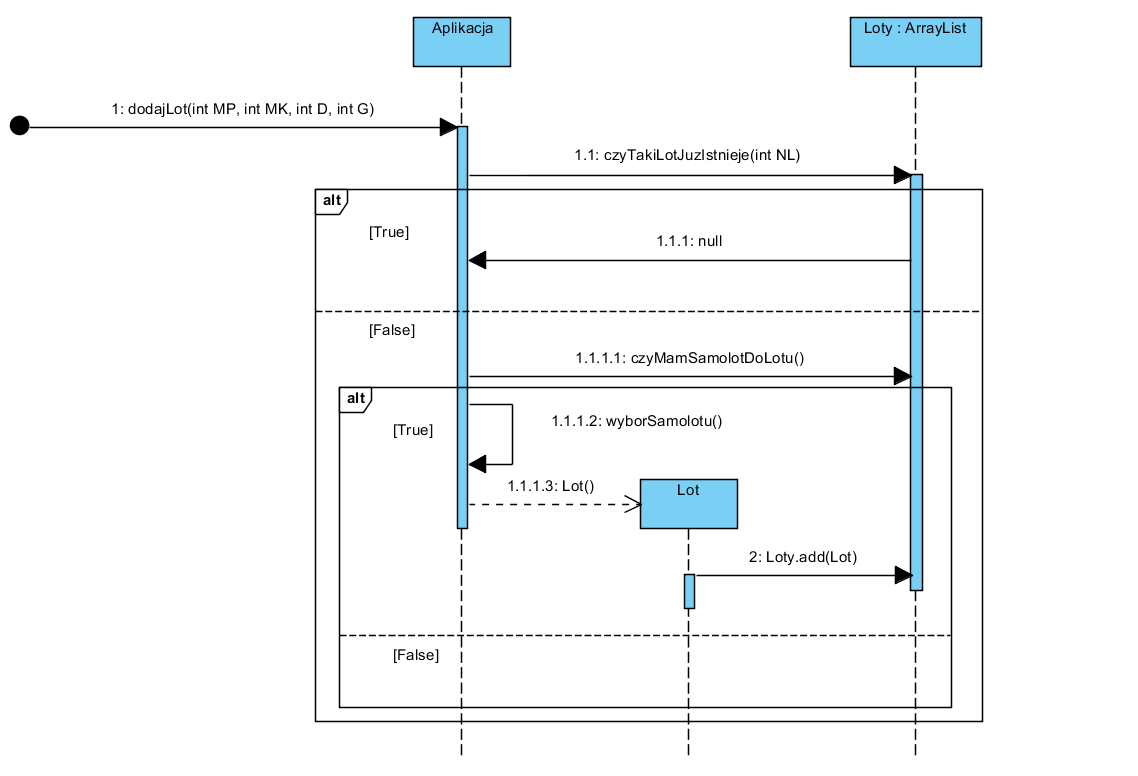 Aplikacja
Loty : ArrayList
1: dodajLot(int MP, int MK, int D, int G)
1.1: czyTakiLotJuzIstnieje(int NL)
alt
[True]
1.1.1: null
[False]
1.1.1.1: czyMamSamolotDoLotu()
alt
[True]
1.1.1.2: wyborSamolotu()
1.1.1.3: Lot()
Lot
2: Loty.add(Lot)
[False]